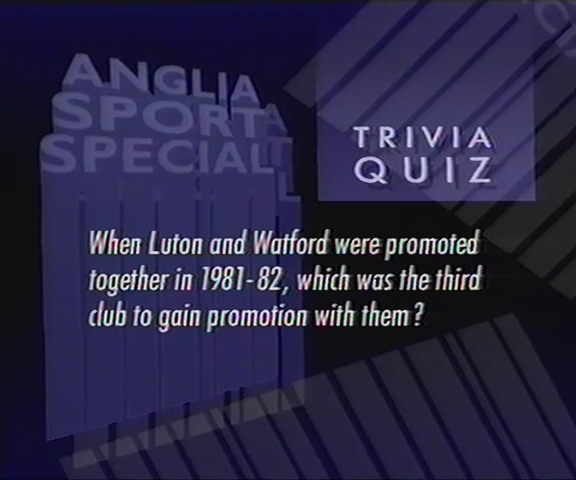 ANGLIA
SPORT
SPECIAL
TRIVIA
QUIZ
When Luton and Watford were promoted
together in 1981-82, which was the third
club to gain promotion with them?